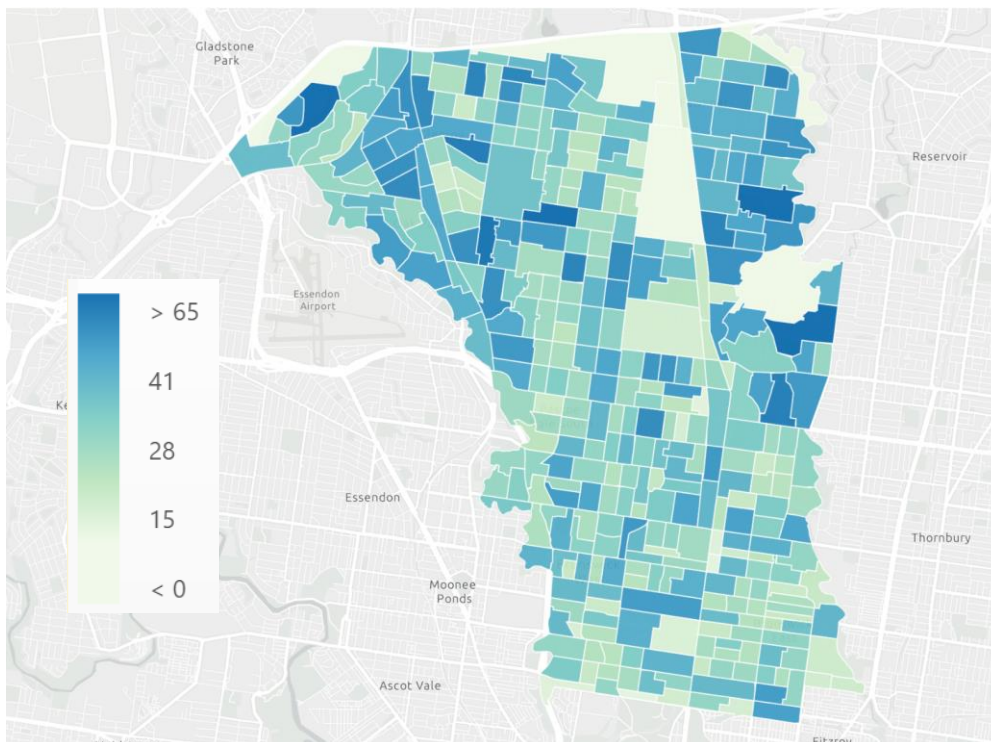 Gladstone
Park
Reservoir
Essendon
Airport
> 65
41
28
15
< 0
Essendon
Thornbury
Moonee
Ponds
Ascot Vale